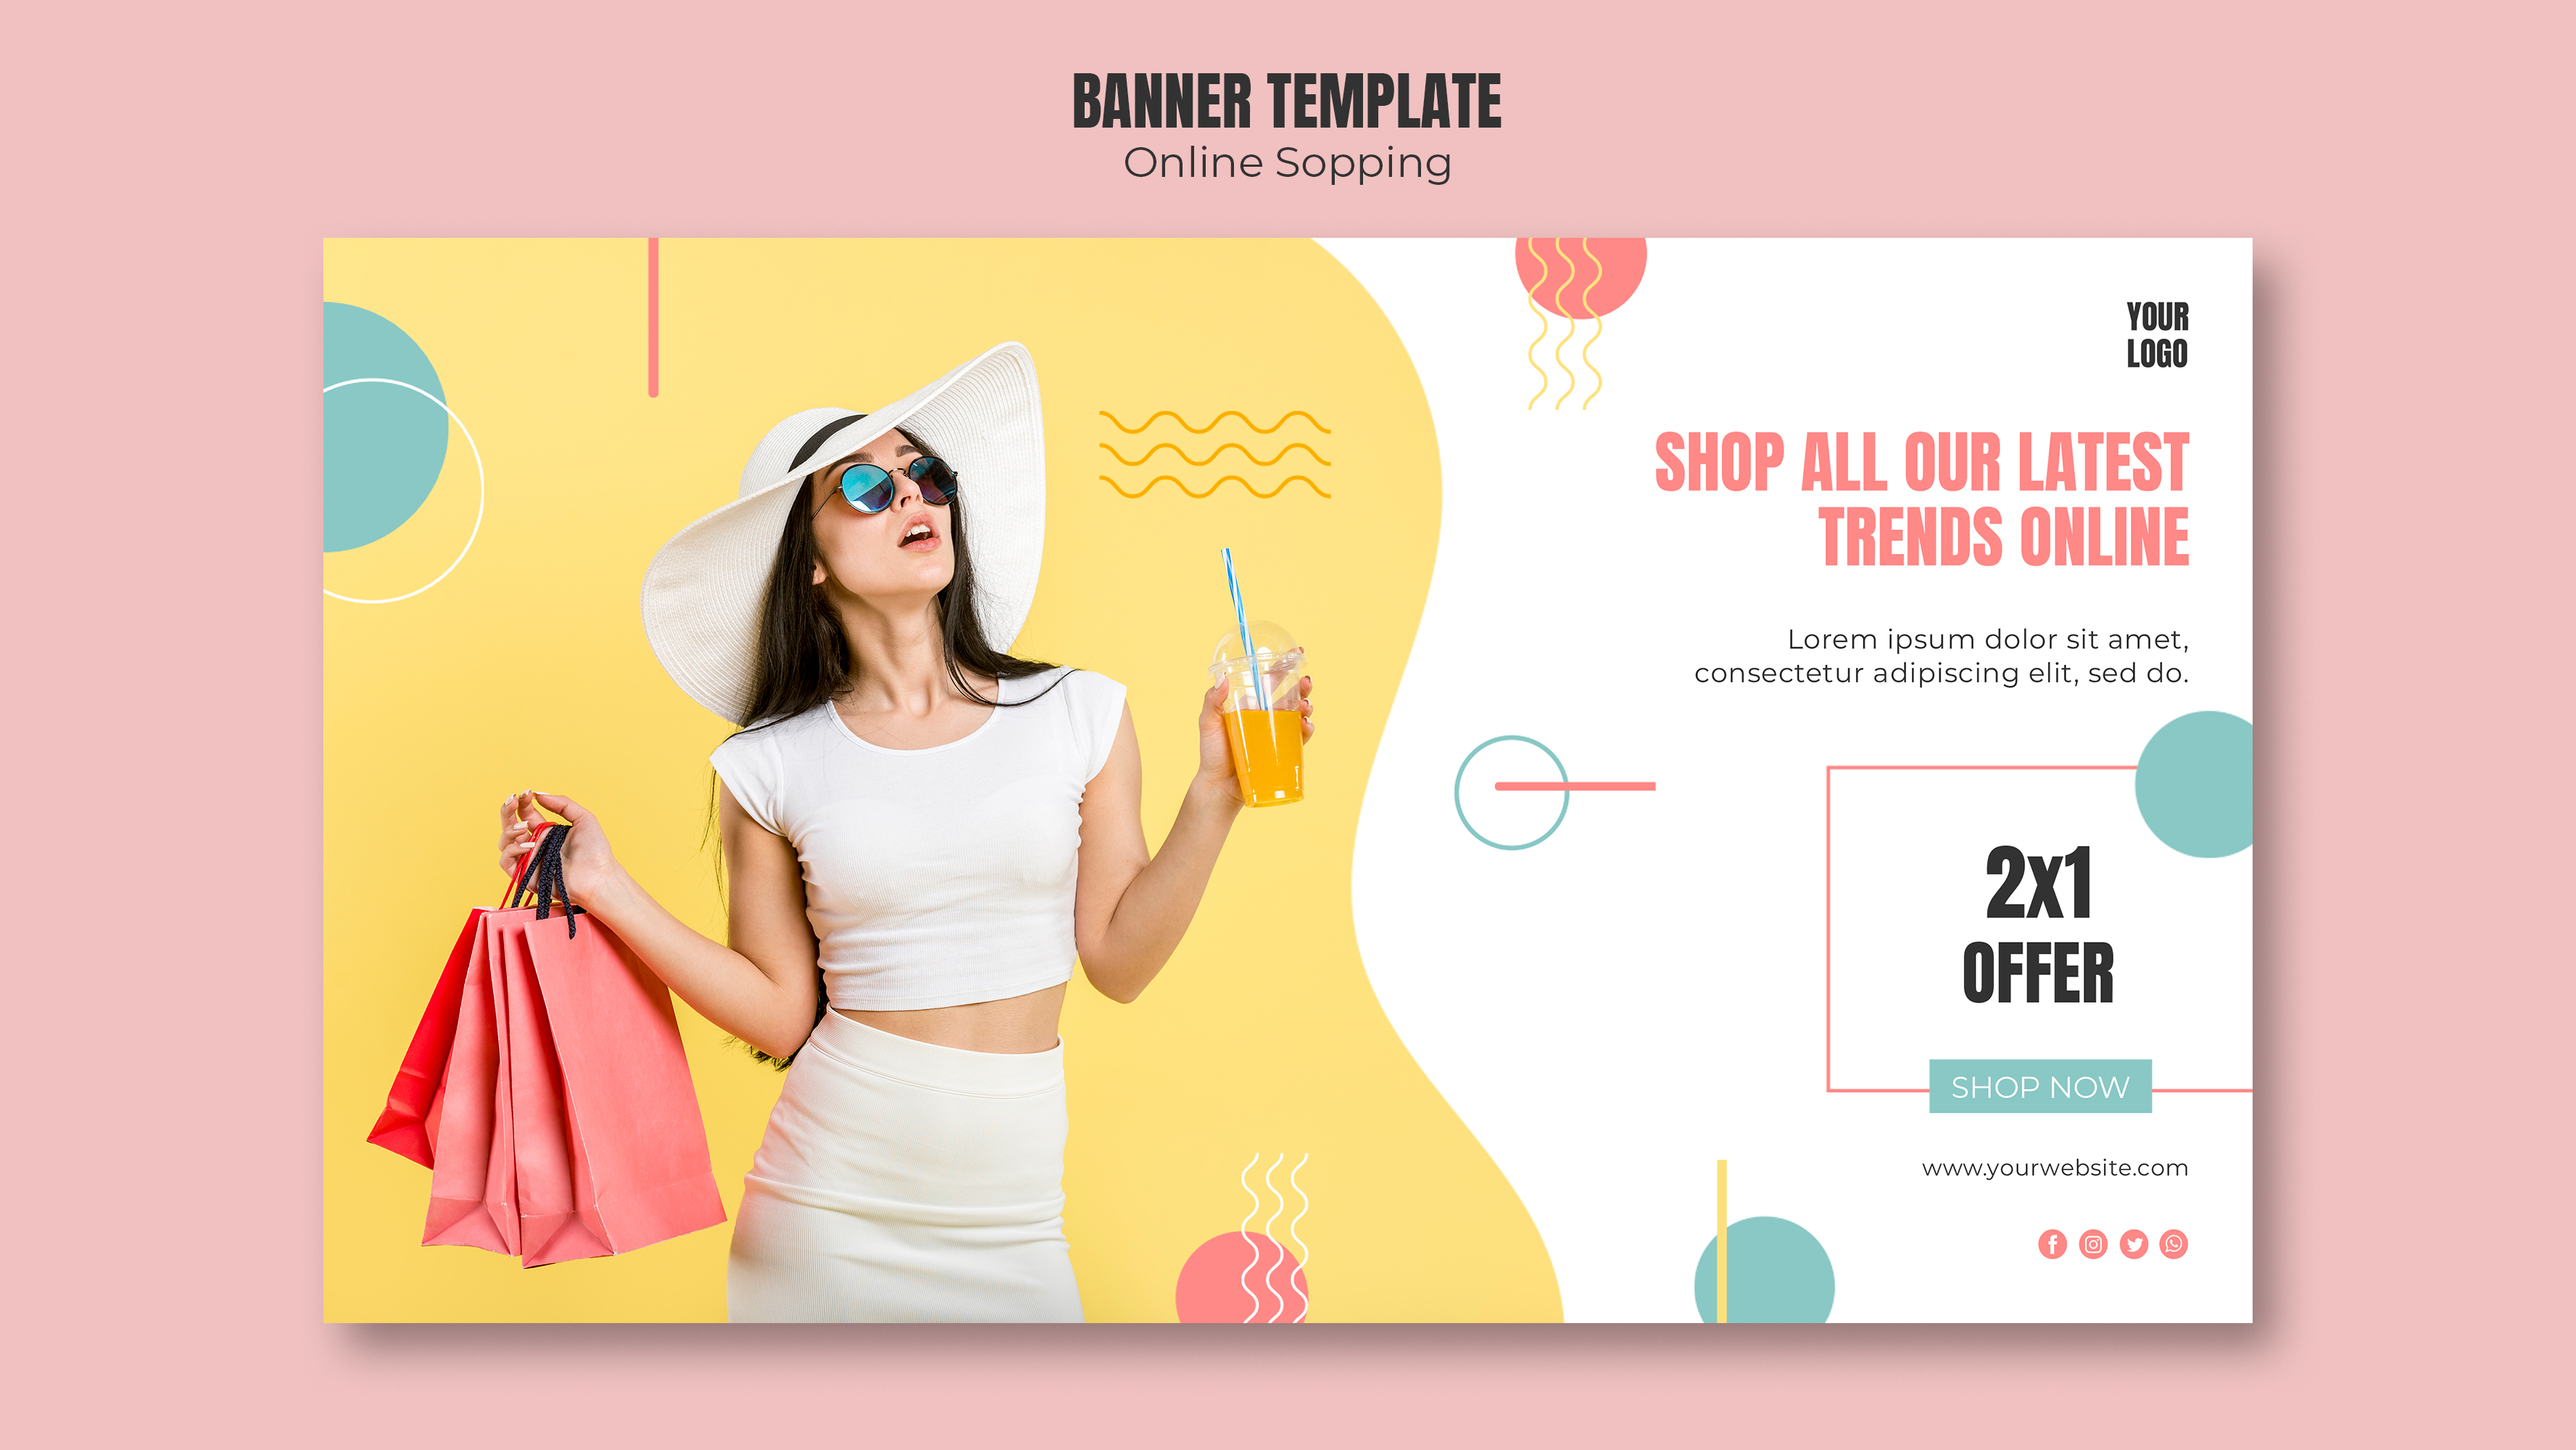 BANNER TEMPLATE
Online Sopping
YOUR
LOGO
SHOP ALL OUR LATEST
TRENDS ONLINE
Lorem ipsum dolor sit amet,
consectetur adipiscing elit, sed do.
2x1
OFFER
SHOP NOW
www.yourwebsite.com